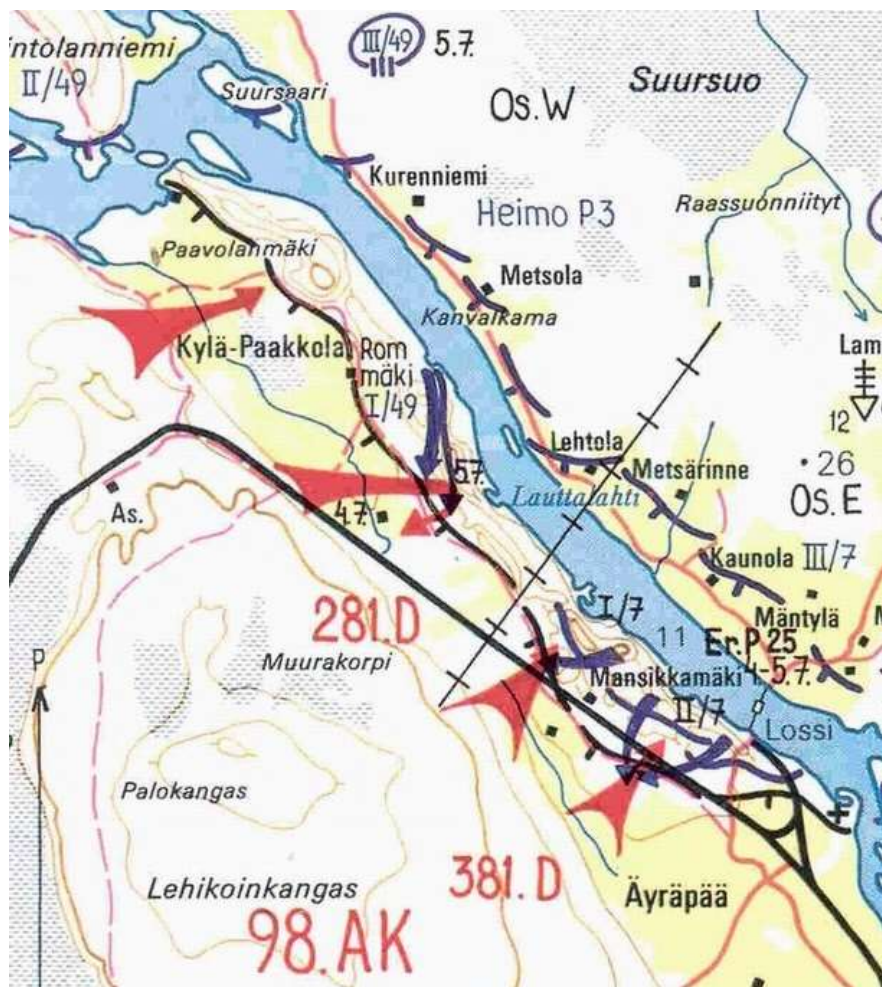 intolanniemi
II/49
III/49
5.7.
Suursaari
Suursuo
Os.W
Kurenniemi
Heimo P3
Raassuonniityt
Paavolanmäki
Metsola
Kanvalkama
Kylä-Paakkola
Rom
mäki
I/49
Lam
12
Lehtola
5.7.
Metsärinne
26
As.
4.7.
Lauttalahti
Os.E
Kaunola
III/7
281.D
I/7
Mäntylä
M
P
Muurakorpi
11
Er.P 25
Mansikkamäki
4-5.7.
II/7
Lossi
Palokangas
Lehikoinkangas
381.D
Äyräpää
98.AK